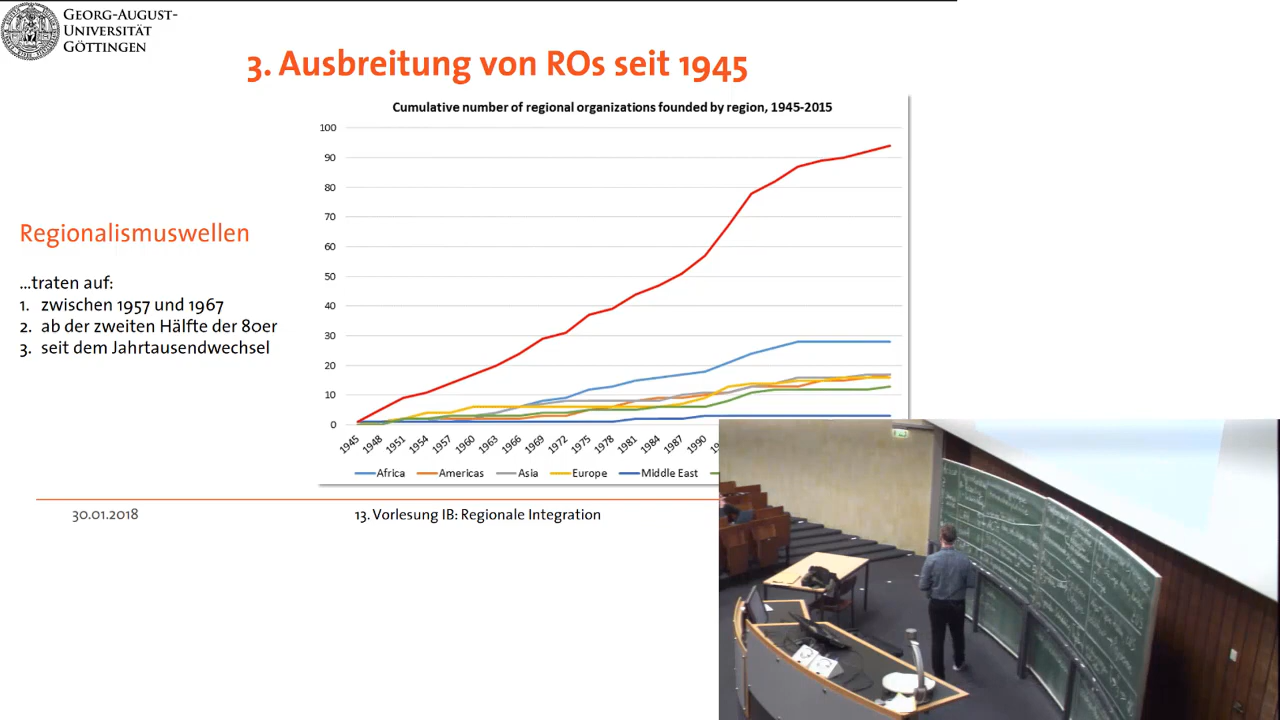 GEORG-AUGUST-
UNIVERSITÄT
GÖTTINGEN
3. Ausbreitung von ROs seit 1945
Cumulative number of regional organizations founded by region, 1945-2015
100
90
80
70
60
50
40
30
20
10
0
1945 1948 1951 1954 1957 1960 1963 1966 1969 1972 1975 1978 1981 1984 1987 1990
Africa Americas Asia Europe Middle East
Regionalismuswellen
...traten auf:
1. zwischen 1957 und 1967
2. ab der zweiten Hälfte der 80er
3. seit dem Jahrtausendwechsel
30.01.2018
13. Vorlesung IB: Regionale Integration